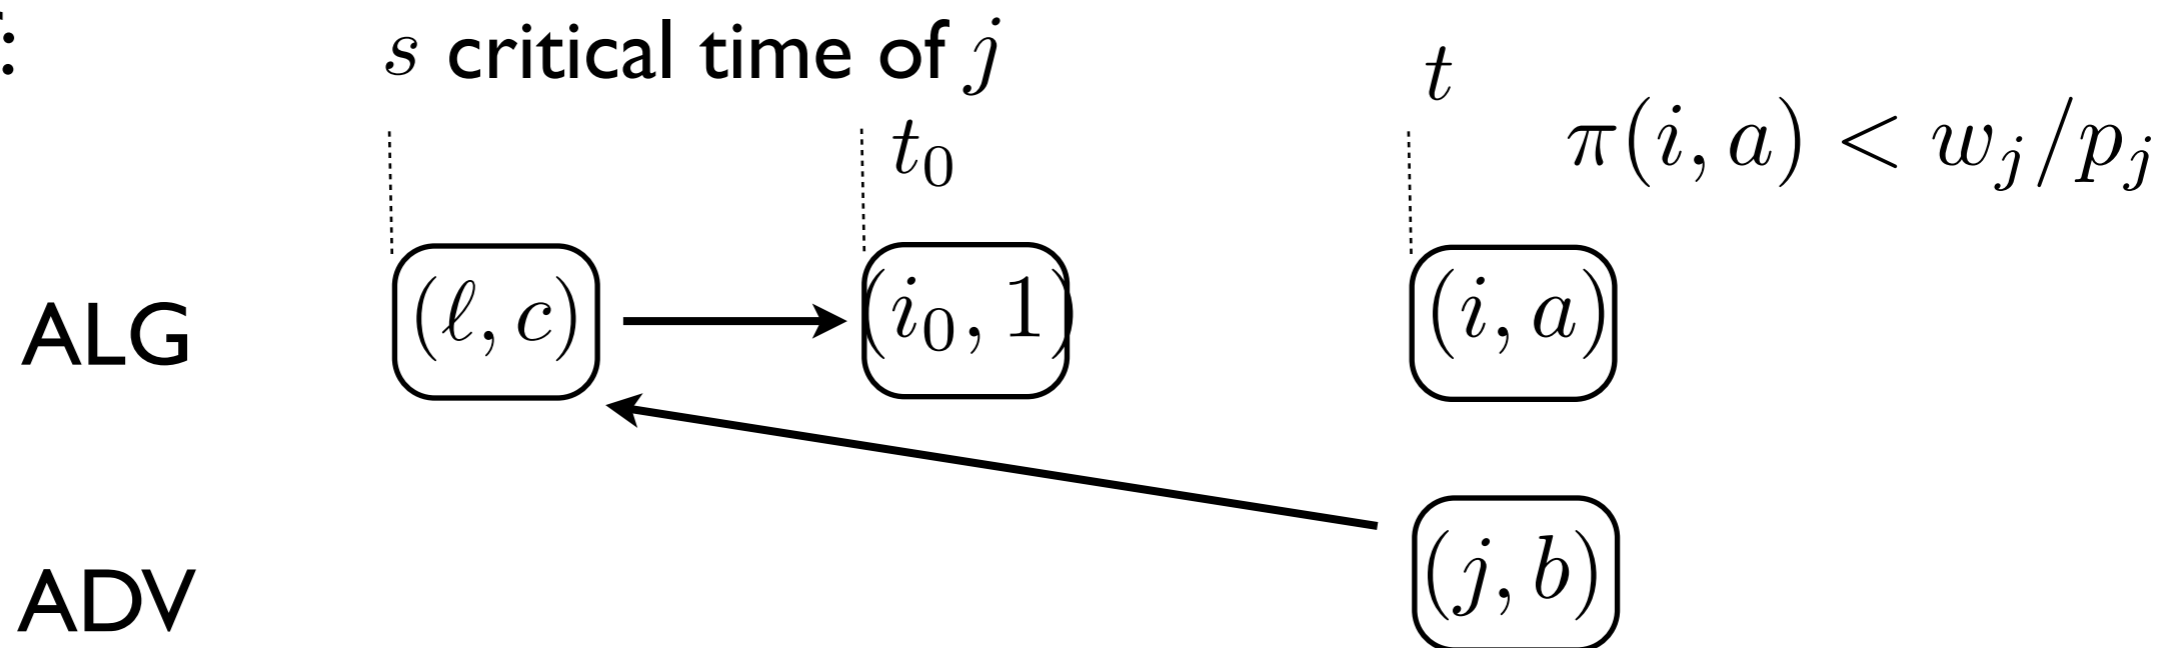 :
s critical time of j
t
t₀
π(i, a) < wⱼ/pⱼ
ALG
(ℓ, c)
(i₀, 1)
(i, a)
ADV
(j, b)